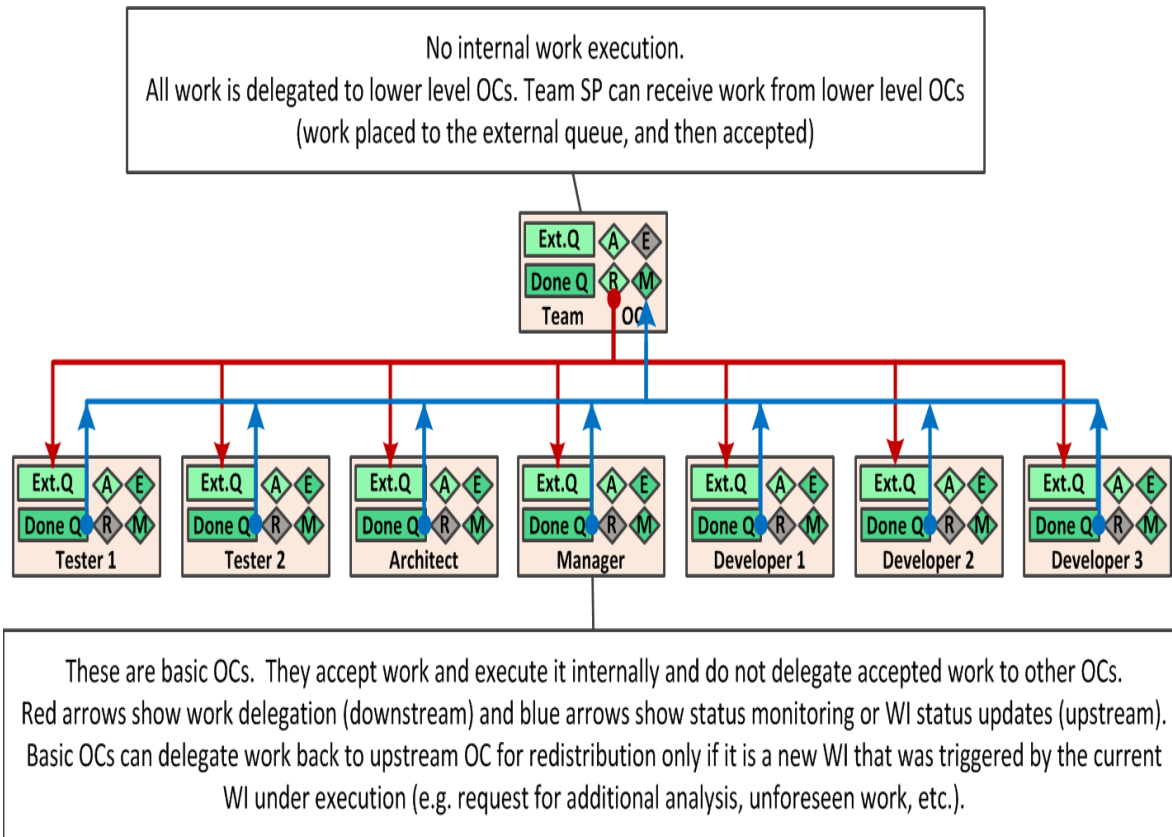 No internal work execution.
All work is delegated to lower level OCs. Team SP can receive work from lower level OCs
(work placed to the external queue, and then accepted)
Ext.Q A E
Done Q R M
Team OC
Ext.Q A E
Done Q R M
Tester 1
Ext.Q A E
Done Q R M
Tester 2
Ext.Q A E
Done Q R M
Architect
Ext.Q A E
Done Q R M
Manager
Ext.Q A E
Done Q R M
Developer 1
Ext.Q A E
Done Q R M
Developer 2
Ext.Q A E
Done Q R M
Developer 3
These are basic OCs.  They accept work and execute it internally and do not delegate accepted work to other OCs.
Red arrows show work delegation (downstream) and blue arrows show status monitoring or WI status updates (upstream).
Basic OCs can delegate work back to upstream OC for redistribution only if it is a new WI that was triggered by the current
WI under execution (e.g. request for additional analysis, unforeseen work, etc.).